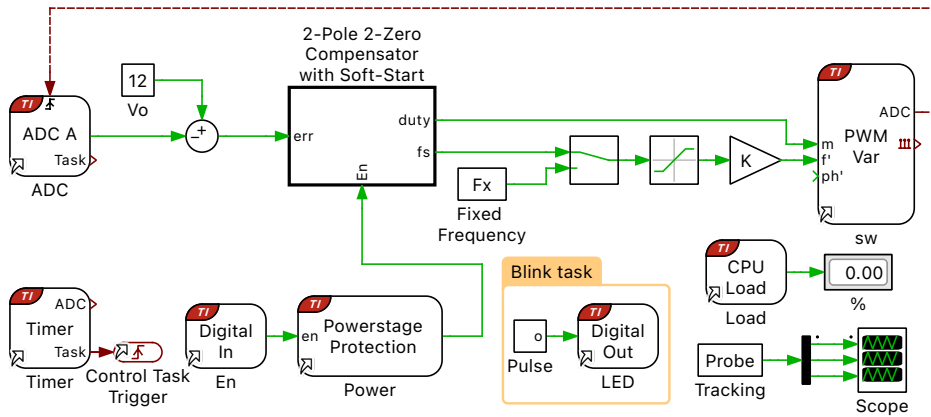 2-Pole 2-Zero
Compensator
with Soft-Start
TI
ADC A
Task
ADC
12
Vo
err
duty
fs
En
Fx
Fixed
Frequency
K
TI
ADC
PWM
Var
m
f'
ph'
sw
TI
ADC
Timer
Task
Timer
Control Task
Trigger
TI
Digital
In
En
TI
en
Powerstage
Protection
Power
Blink task
Pulse
TI
Digital
Out
LED
TI
CPU
Load
Load
0.00
%
Probe
Tracking
Scope